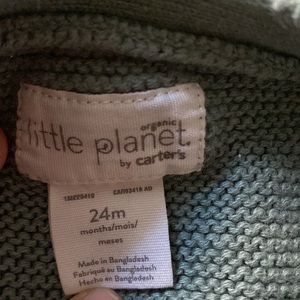 organic
little planet
by carter's
24m
months/mois/
meses
Made in Bangladesh
Fabriqué au Bangladesh
Hecho en Bangladesh